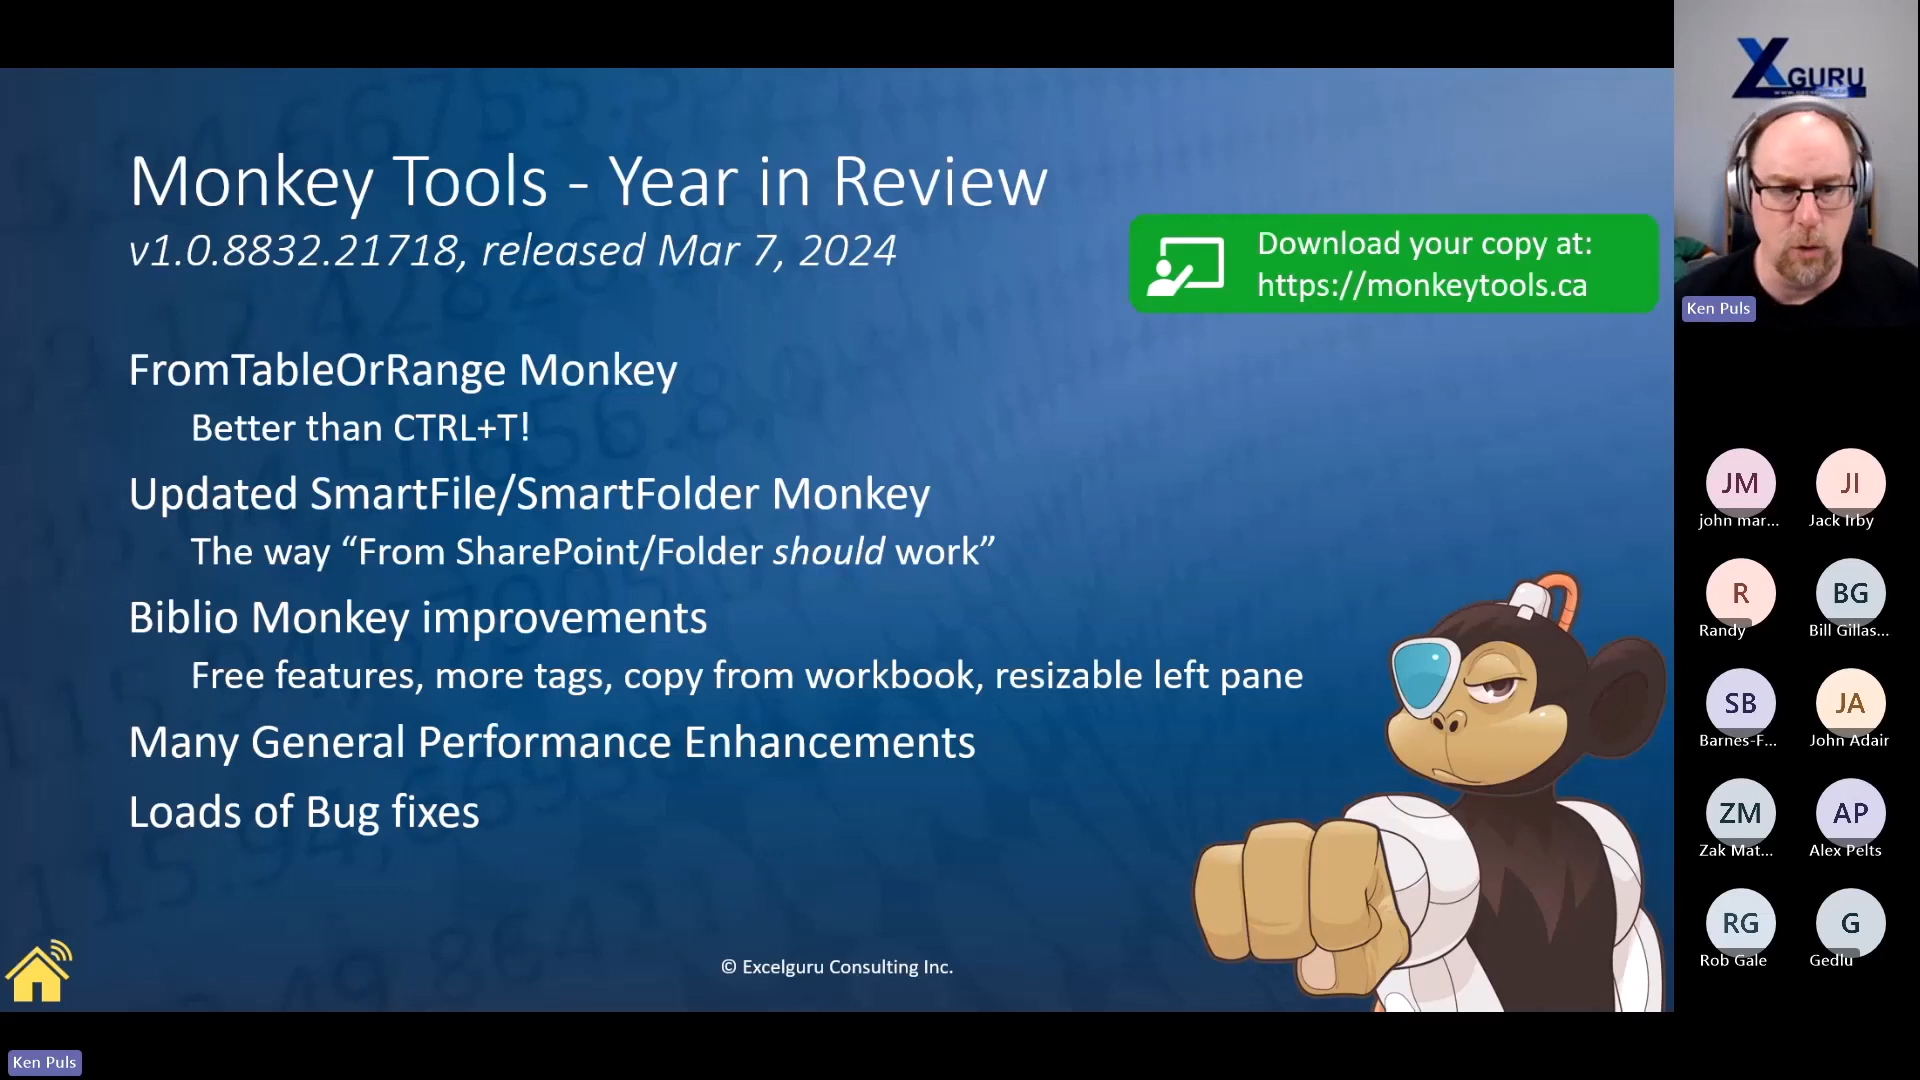 Monkey Tools - Year in Review
v1.0.8832.21718, released Mar 7, 2024
Download your copy at:
https://monkeytools.ca
FromTableOrRange Monkey
Better than CTRL+T!
Updated SmartFile/SmartFolder Monkey
The way “From SharePoint/Folder should work”
Biblio Monkey improvements
Free features, more tags, copy from workbook, resizable left pane
Many General Performance Enhancements
Loads of Bug fixes
© Excelguru Consulting Inc.
Ken Puls
XGURU
Ken Puls
JM
john mar...
JI
Jack Irby
R
Randy
BG
Bill Gillas...
SB
Barnes-F...
JA
John Adair
ZM
Zak Mat...
AP
Alex Pelts
RG
Rob Gale
G
Gedlu